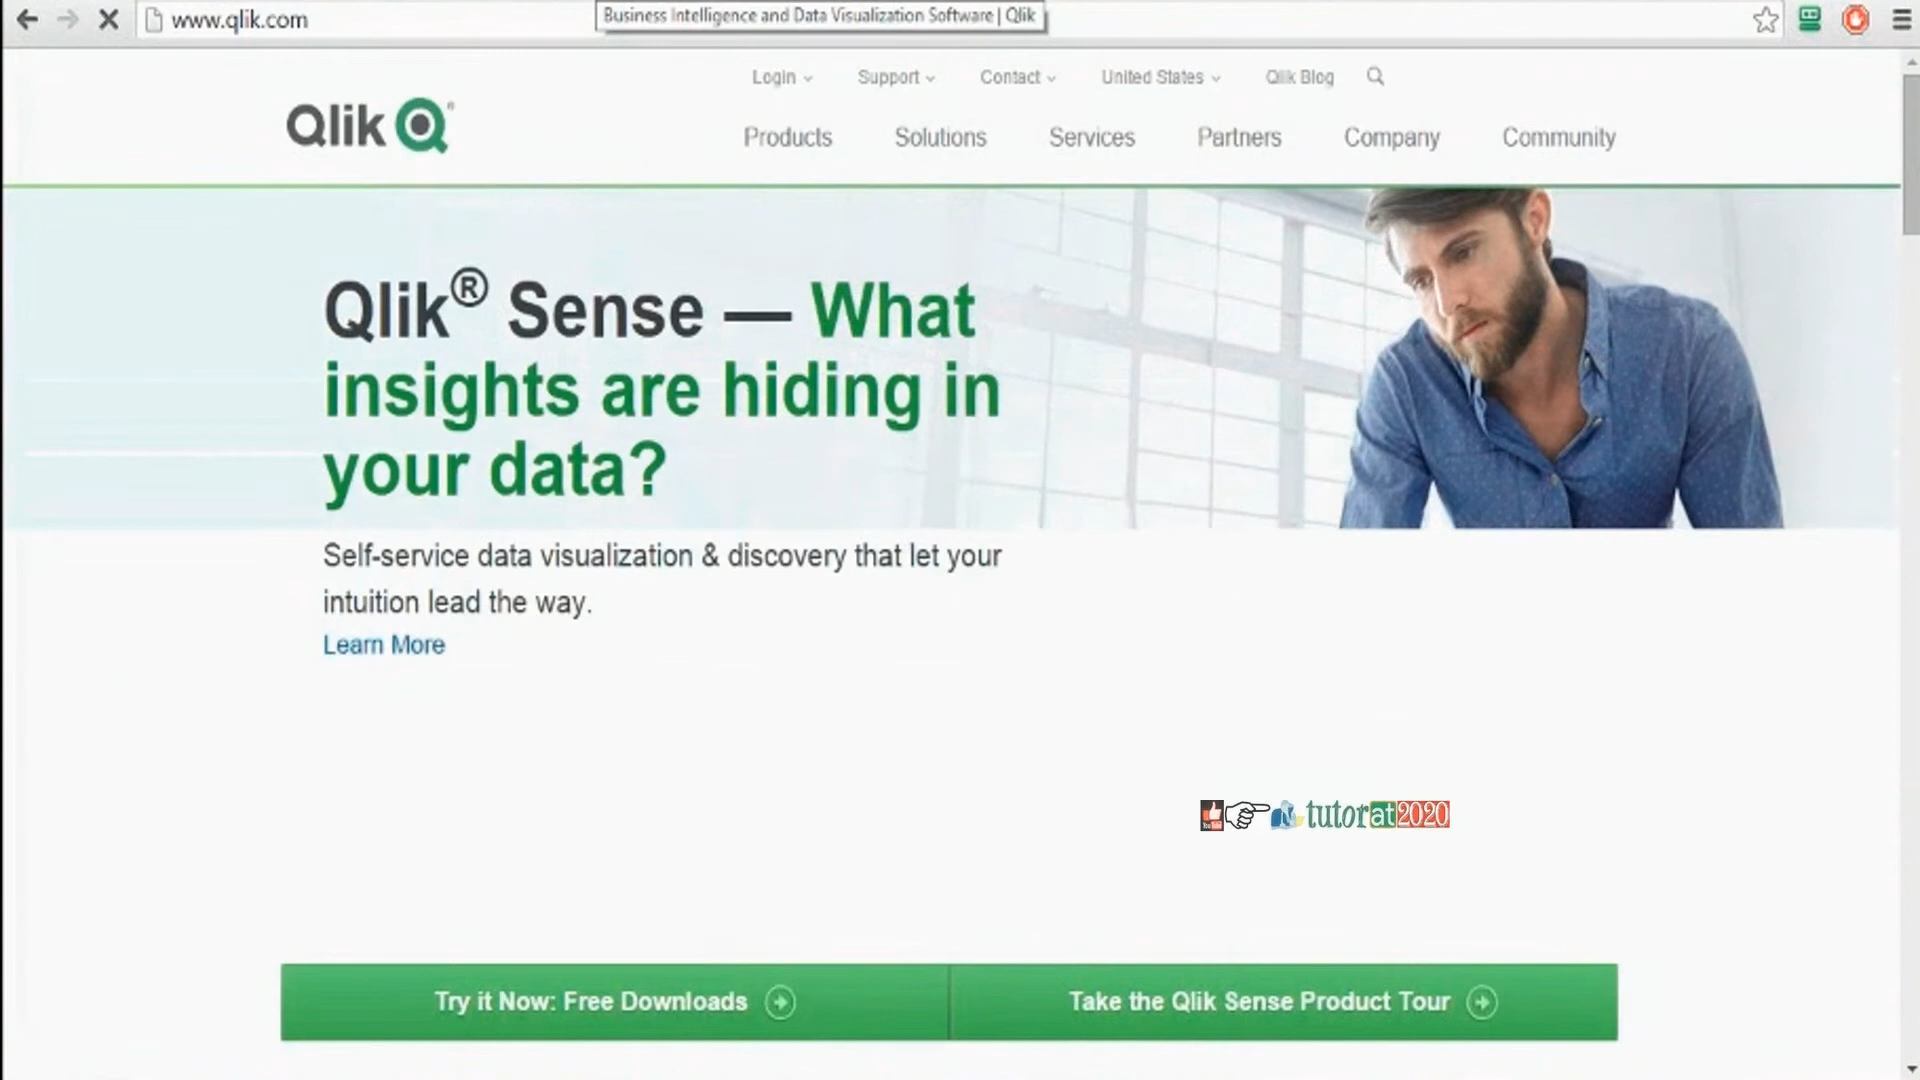 www.qlik.com
Business Intelligence and Data Visualization Software | Qlik
Login Support Contact United States Qlik Blog
Qlik Q®
Products Solutions Services Partners Company Community
Qlik® Sense — What
insights are hiding in
your data?
Self-service data visualization & discovery that let your
intuition lead the way.
Learn More
tutorat2020
Try it Now: Free Downloads
Take the Qlik Sense Product Tour